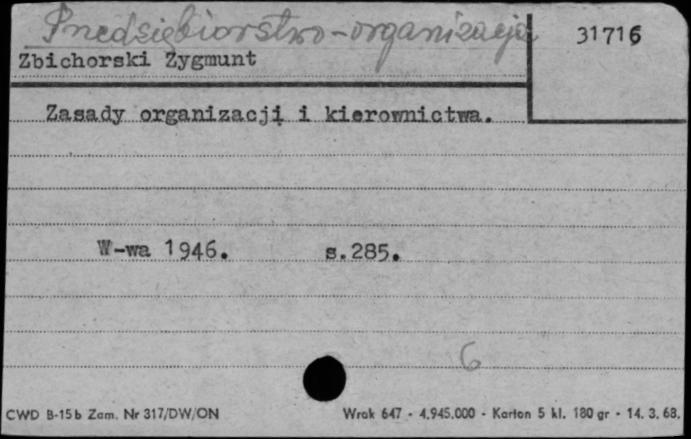 Przedsiębiorstwo - organizacja
31716
Zbichorski Zygmunt
Zasady organizacji i kierownictwa.
W-wa 1946. s.285.
6
CWD B-15b Zam. Nr 317/DW/ON Wrak 647 - 4.945.000 - Karton 5 kl. 180 gr - 14. 3. 68.